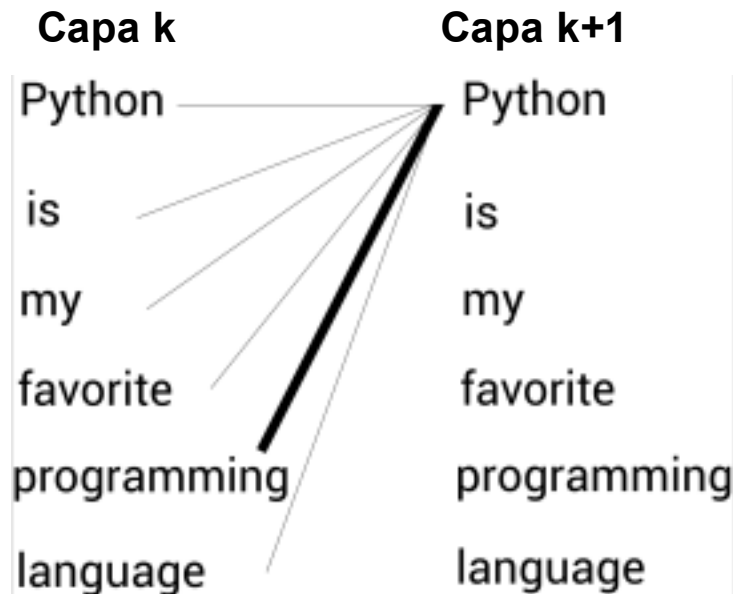 Capa k Capa k+1
Python Python
is is
my my
favorite favorite
programming programming
language language